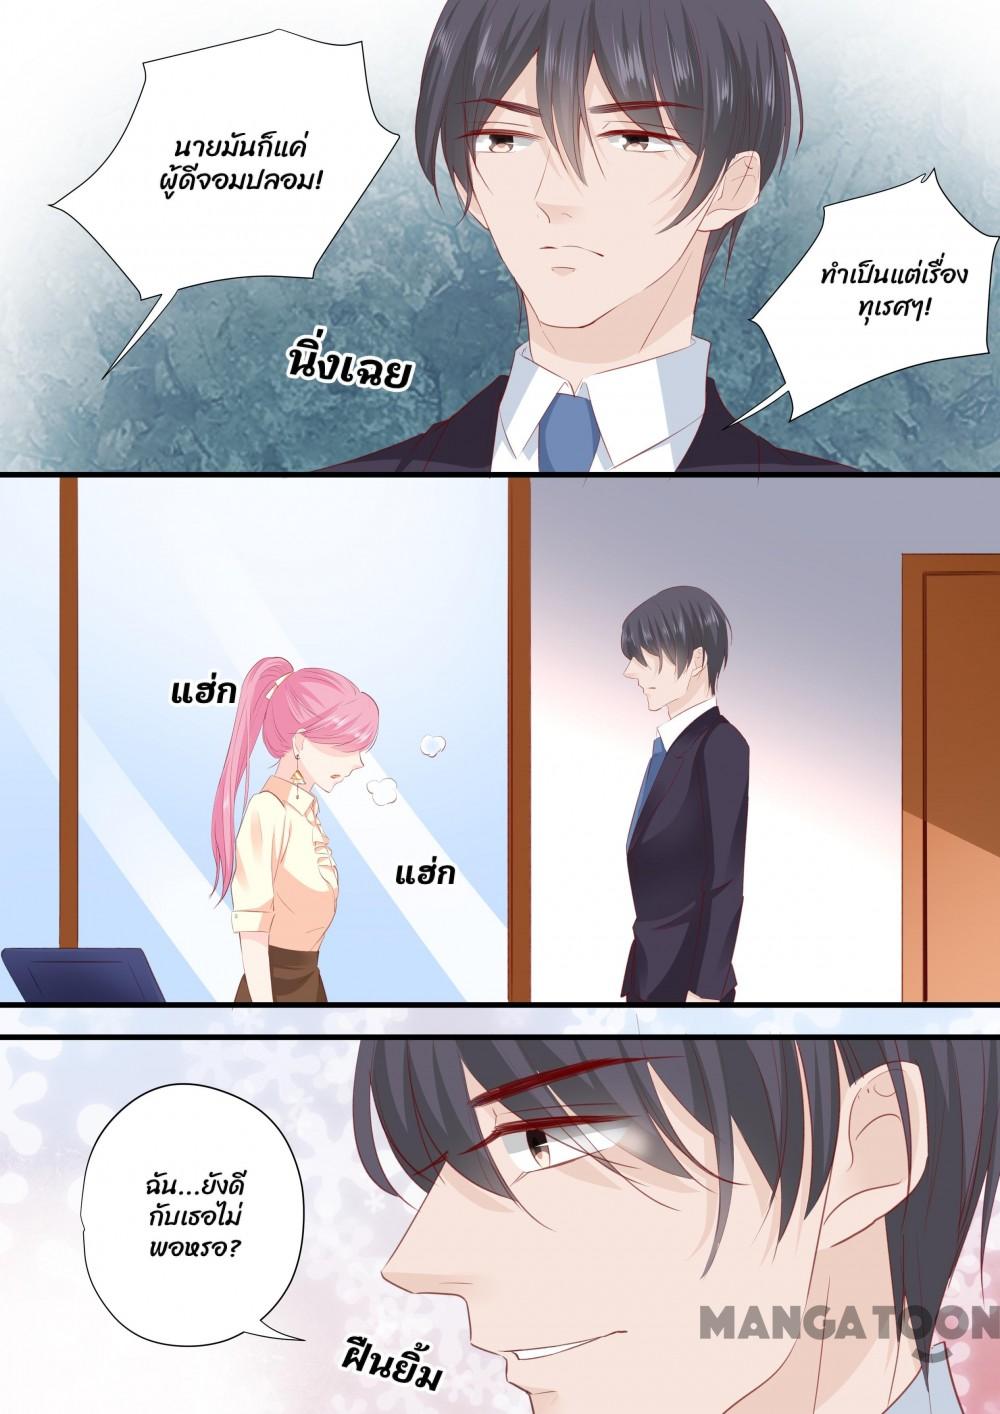 นายมันก็แค่
ผู้ดีจอมปลอม!
ทำเป็นแต่เรื่อง
ทุเรศๆ!
นิ่งเฉย
แฮ่ก
แฮ่ก
ฉัน...ยังดี
กับเธอไม่
พอหรอ?
ฝืนยิ้ม
MANGATOON